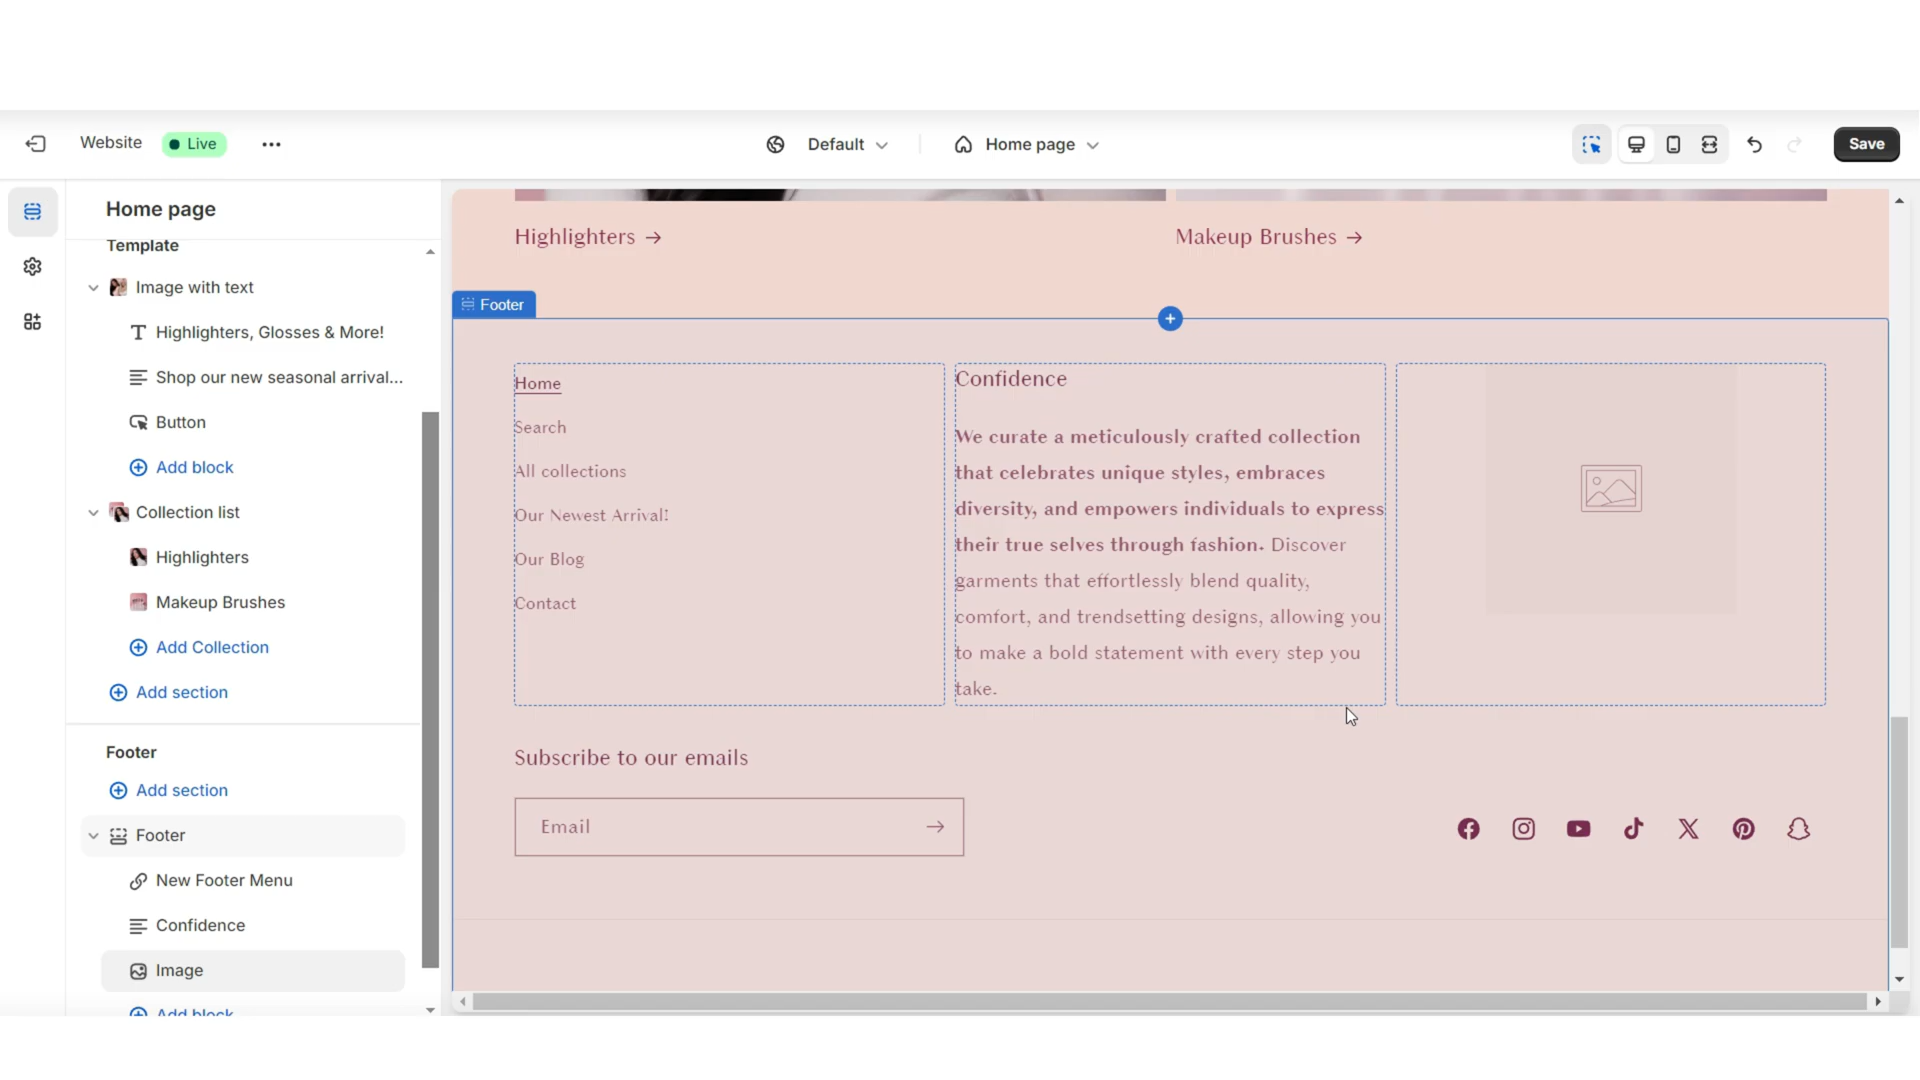 Website
Live
Default
Home page
Save
Home page
Template
Image with text
Highlighters, Glosses & More!
Shop our new seasonal arrival...
Button
Add block
Collection list
Highlighters
Makeup Brushes
Add Collection
Add section
Footer
Add section
Footer
New Footer Menu
Confidence
Image
Add block
Highlighters →
Makeup Brushes →
Footer
Home
Search
All collections
Our Newest Arrival!
Our Blog
Contact
Confidence
We curate a meticulously crafted collection
that celebrates unique styles, embraces
diversity, and empowers individuals to express
their true selves through fashion. Discover
garments that effortlessly blend quality,
comfort, and trendsetting designs, allowing you
to make a bold statement with every step you
take.
Subscribe to our emails
Email